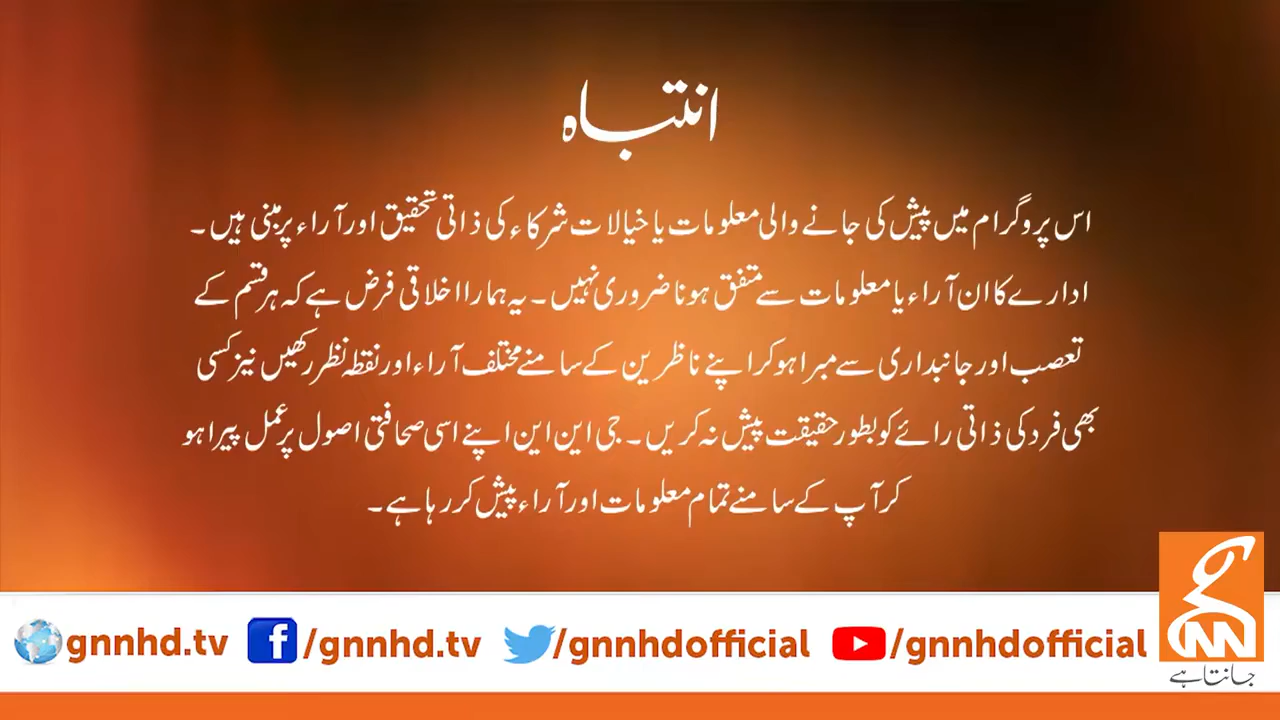 انتباہ
اس پروگرام میں پیش کی جانے والی معلومات یا خیالات شرکاء کی ذاتی تحقیق اور آراء پر مبنی ہیں۔
ادارے کا ان آراء یا معلومات سے متفق ہونا ضروری نہیں۔ یہ ہمارا اخلاقی فرض ہے کہ ہر قسم کے
تعصب اور جانبداری سے مبرا ہو کر اپنے ناظرین کے سامنے مختلف آراء اور نقطہ نظر رکھیں نیز کسی
بھی فرد کی ذاتی رائے کو بطور حقیقت پیش نہ کریں۔ جی این این اپنے اسی صحافتی اصول پر عمل پیرا ہو
کر آپ کے سامنے تمام معلومات اور آراء پیش کر رہا ہے۔
gnnhd.tv /gnnhd.tv /gnnhdofficial /gnnhdofficial
GNN
جانتا ہے